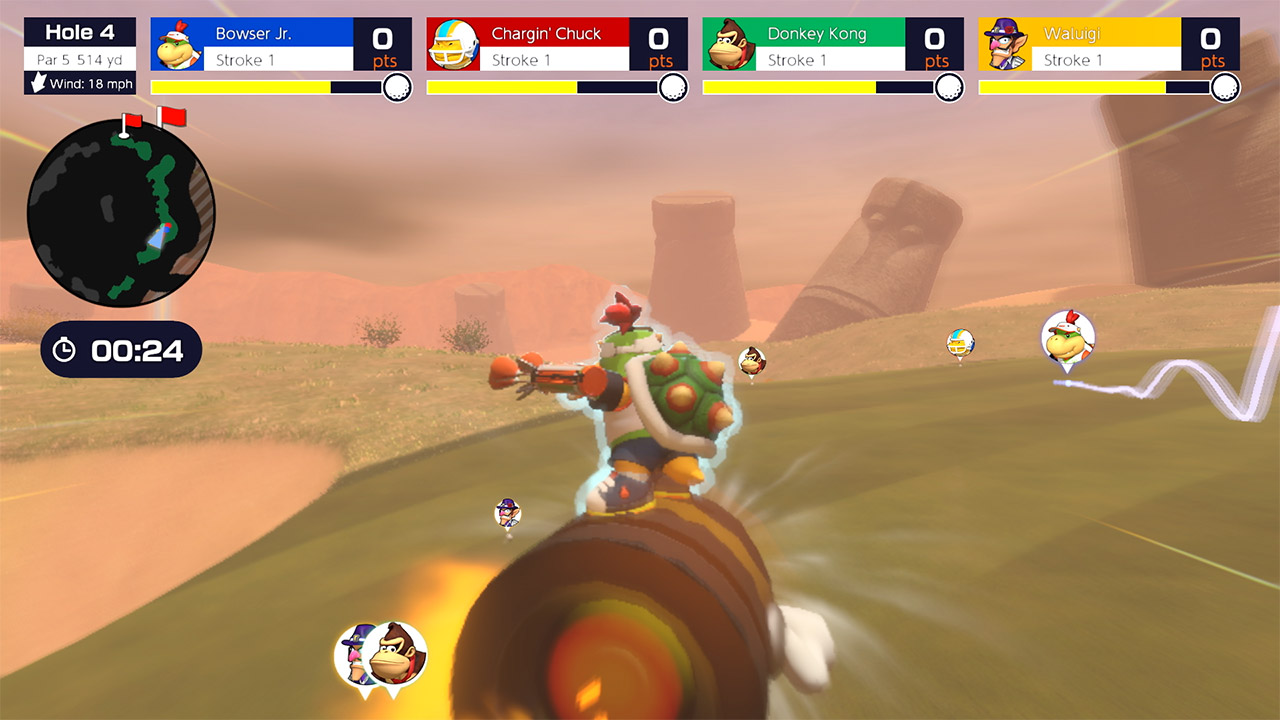 Hole 4
Par 5 514 yd
Wind: 18 mph
Bowser Jr.
Stroke 1
0
pts
Chargin' Chuck
Stroke 1
0
pts
Donkey Kong
Stroke 1
0
pts
Waluigi
Stroke 1
0
pts
00:24